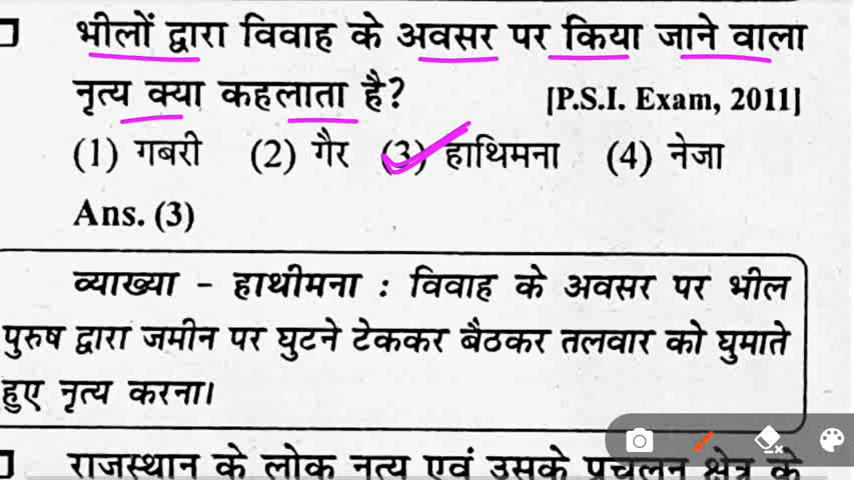 भीलों द्वारा विवाह के अवसर पर किया जाने वाला
नृत्य क्या कहलाता है? [P.S.I. Exam, 2011]
(1) गबरी (2) गैर (3) हाथिमना (4) नेजा
Ans. (3)
व्याख्या - हाथीमना : विवाह के अवसर पर भील
पुरुष द्वारा जमीन पर घुटने टेककर बैठकर तलवार को घुमाते
हुए नृत्य करना।
राजस्थान के लोक नृत्य एवं उसके प्रचलन क्षेत्र के